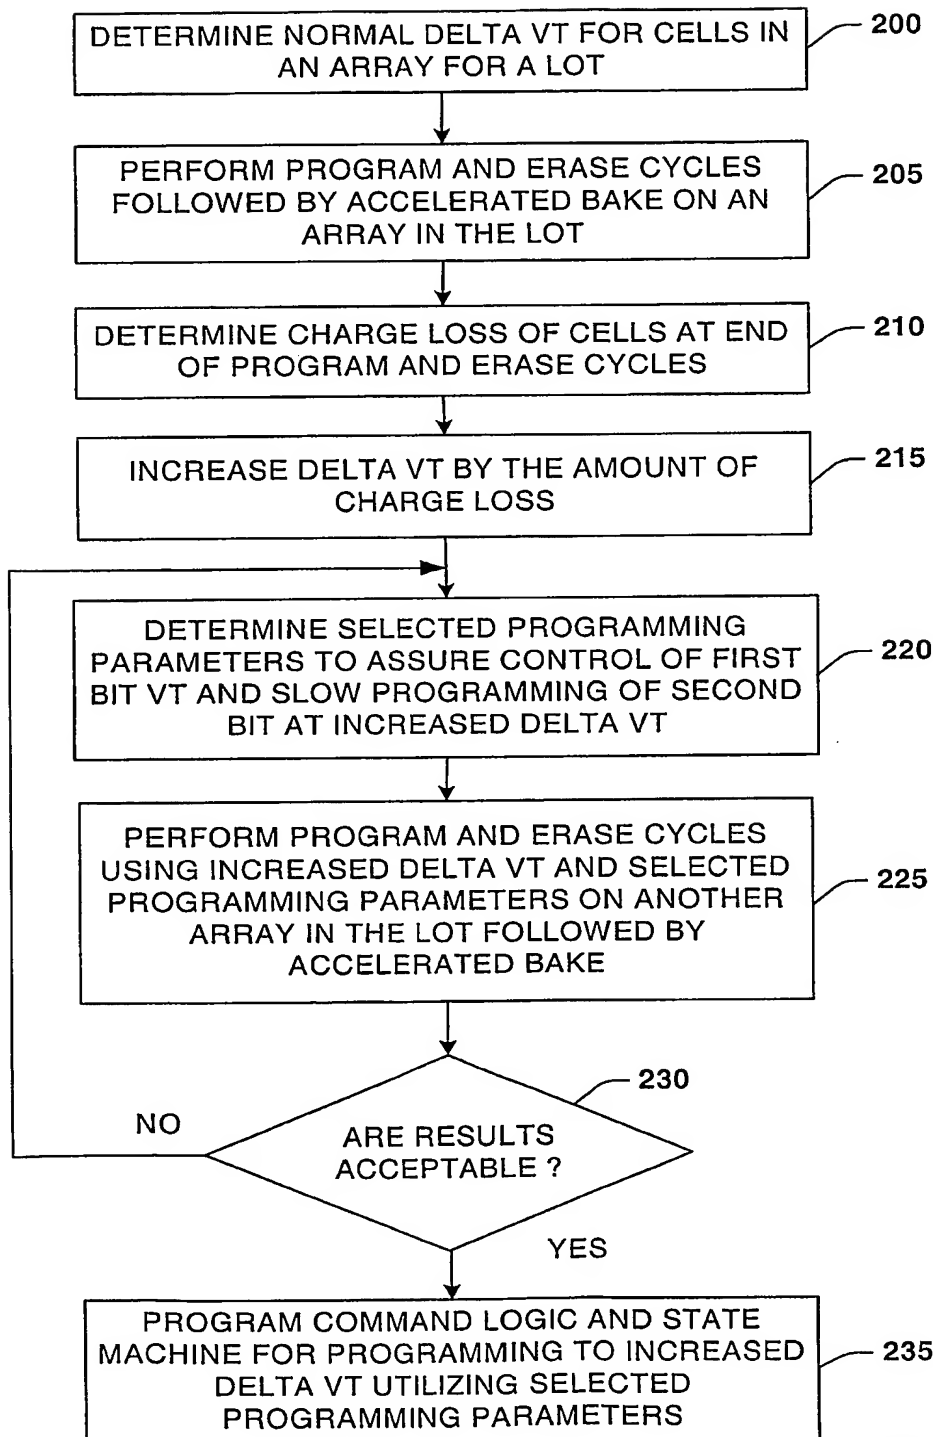 DETERMINE NORMAL DELTA VT FOR CELLS IN
AN ARRAY FOR A LOT
200
PERFORM PROGRAM AND ERASE CYCLES
FOLLOWED BY ACCELERATED BAKE ON AN
ARRAY IN THE LOT
205
DETERMINE CHARGE LOSS OF CELLS AT END
OF PROGRAM AND ERASE CYCLES
210
INCREASE DELTA VT BY THE AMOUNT OF
CHARGE LOSS
215
DETERMINE SELECTED PROGRAMMING
PARAMETERS TO ASSURE CONTROL OF FIRST
BIT VT AND SLOW PROGRAMMING OF SECOND
BIT AT INCREASED DELTA VT
220
PERFORM PROGRAM AND ERASE CYCLES
USING INCREASED DELTA VT AND SELECTED
PROGRAMMING PARAMETERS ON ANOTHER
ARRAY IN THE LOT FOLLOWED BY
ACCELERATED BAKE
225
230
NO
ARE RESULTS
ACCEPTABLE ?
YES
PROGRAM COMMAND LOGIC AND STATE
MACHINE FOR PROGRAMMING TO INCREASED
DELTA VT UTILIZING SELECTED
PROGRAMMING PARAMETERS
235